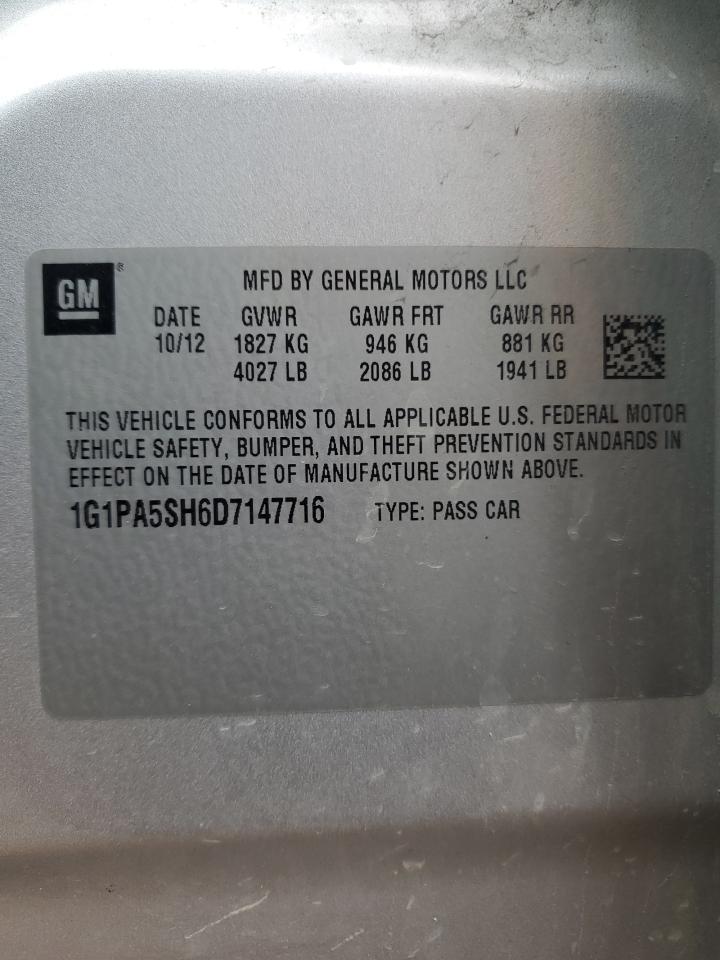 GM®
MFD BY GENERAL MOTORS LLC
DATE GVWR GAWR FRT GAWR RR
10/12 1827 KG 946 KG 881 KG
4027 LB 2086 LB 1941 LB
THIS VEHICLE CONFORMS TO ALL APPLICABLE U.S. FEDERAL MOTOR
VEHICLE SAFETY, BUMPER, AND THEFT PREVENTION STANDARDS IN
EFFECT ON THE DATE OF MANUFACTURE SHOWN ABOVE.
1G1PA5SH6D7147716 TYPE: PASS CAR